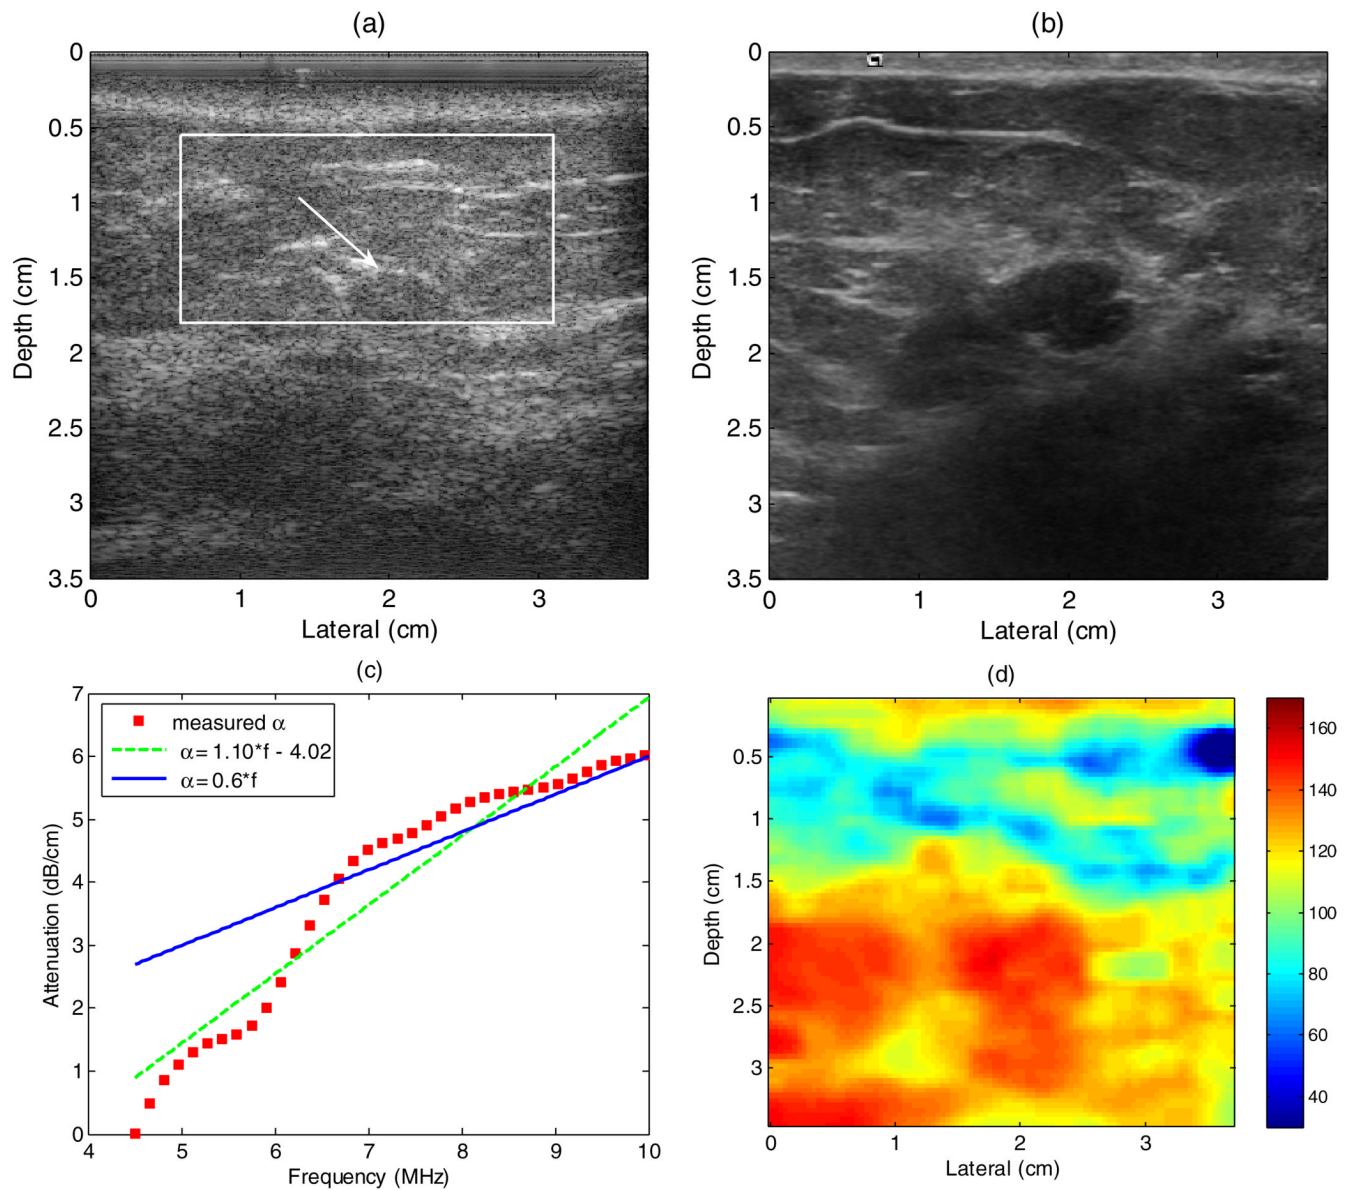 (a)
0
0.5
1
1.5
2
2.5
3
3.5
Depth (cm)
0 1 2 3
Lateral (cm)
(b)
0
0.5
1
1.5
2
2.5
3
3.5
Depth (cm)
0 1 2 3
Lateral (cm)
(c)
7
6
5
4
3
2
1
0
Attenuation (dB/cm)
measured α
α= 1.10*f - 4.02
α= 0.6*f
4 5 6 7 8 9 10
Frequency (MHz)
(d)
0.5
1
1.5
2
2.5
3
Depth (cm)
0 1 2 3
Lateral (cm)
160
140
120
100
80
60
40